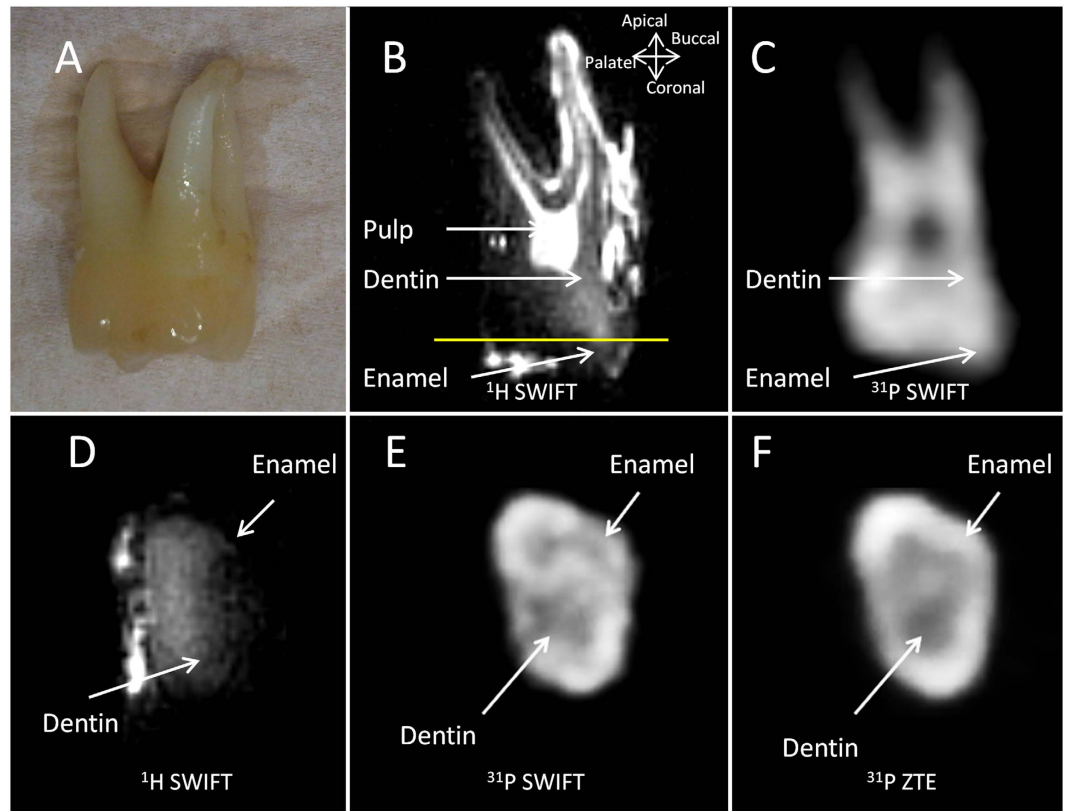 A
B
Apical
Buccal
Palatel
Coronal
Pulp
Dentin
Enamel
¹H SWIFT
C
Dentin
Enamel
³¹P SWIFT
D
Enamel
Dentin
¹H SWIFT
E
Enamel
Dentin
³¹P SWIFT
F
Enamel
Dentin
³¹P ZTE